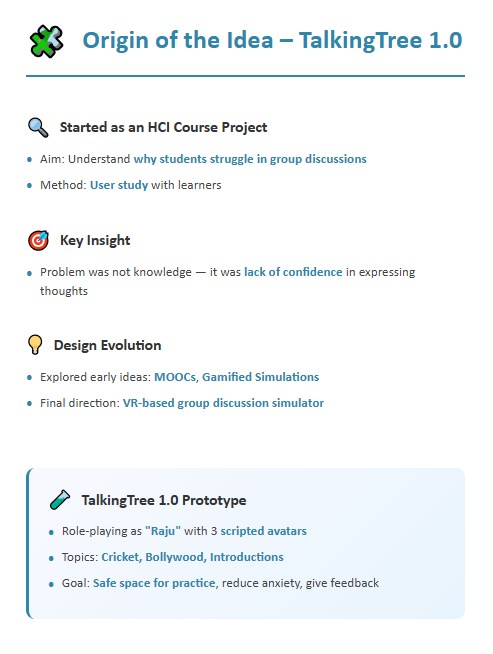 Origin of the Idea – TalkingTree 1.0
Started as an HCI Course Project
• Aim: Understand why students struggle in group discussions
• Method: User study with learners
Key Insight
• Problem was not knowledge — it was lack of confidence in expressing
thoughts
Design Evolution
• Explored early ideas: MOOCs, Gamified Simulations
• Final direction: VR-based group discussion simulator
TalkingTree 1.0 Prototype
• Role-playing as "Raju" with 3 scripted avatars
• Topics: Cricket, Bollywood, Introductions
• Goal: Safe space for practice, reduce anxiety, give feedback